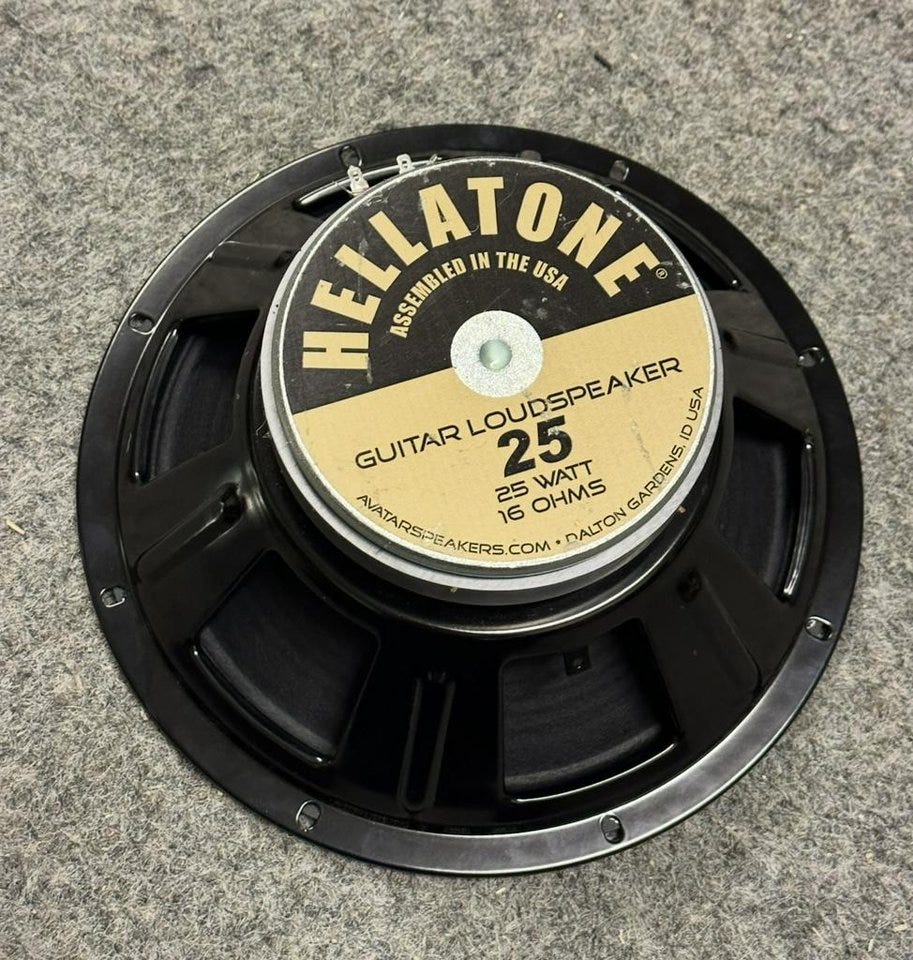 HELLATONE®
ASSEMBLED IN THE USA
GUITAR LOUDSPEAKER
25
25 WATT
16 OHMS
AVATARSPEAKERS.COM • DALTON GARDENS, ID USA